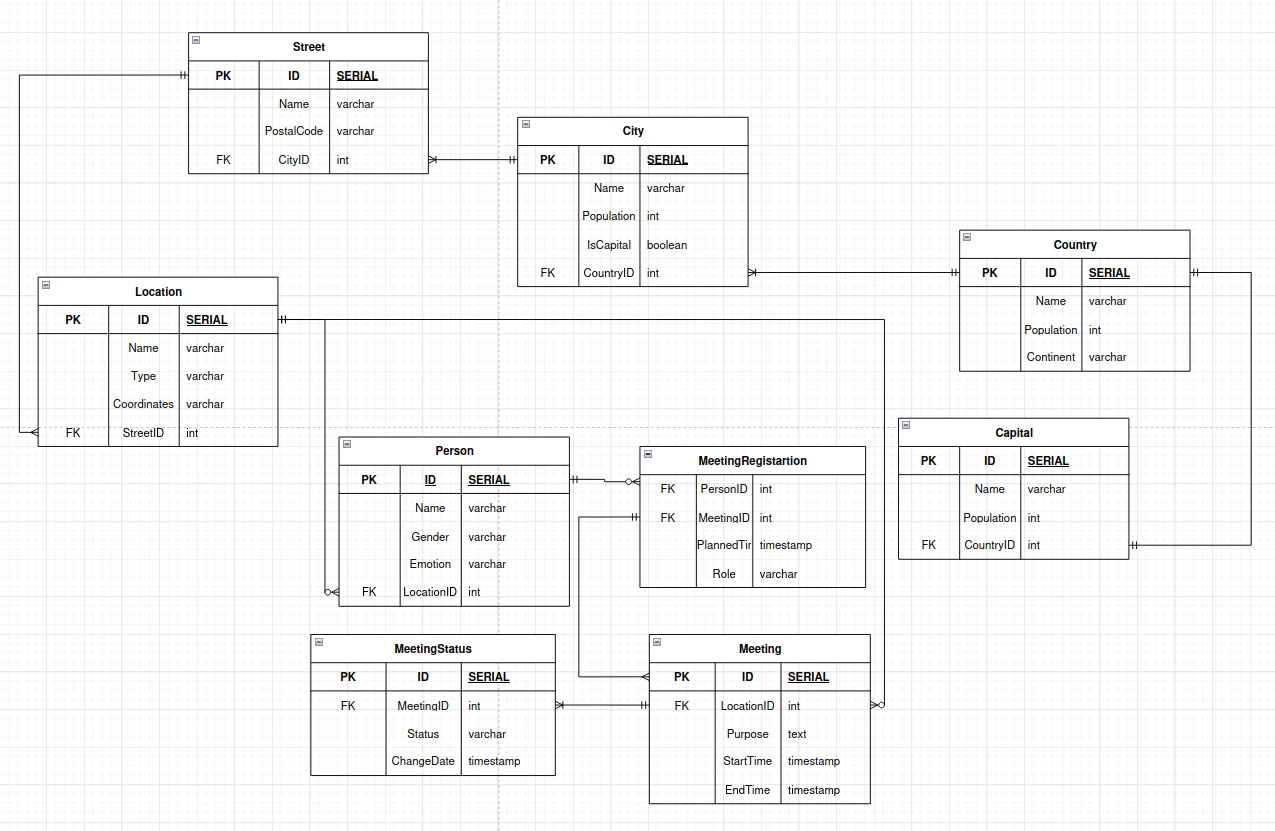 Street
PK ID SERIAL
Name varchar
PostalCode varchar
FK CityID int
City
PK ID SERIAL
Name varchar
Population int
IsCapital boolean
FK CountryID int
Country
PK ID SERIAL
Name varchar
Population int
Continent varchar
Location
PK ID SERIAL
Name varchar
Type varchar
Coordinates varchar
FK StreetID int
Capital
PK ID SERIAL
Name varchar
Population int
FK CountryID int
Person
PK ID SERIAL
Name varchar
Gender varchar
Emotion varchar
FK LocationID int
MeetingRegistartion
FK PersonID int
FK MeetingID int
PlannedTir timestamp
Role varchar
MeetingStatus
PK ID SERIAL
FK MeetingID int
Status varchar
ChangeDate timestamp
Meeting
PK ID SERIAL
FK LocationID int
Purpose text
StartTime timestamp
EndTime timestamp